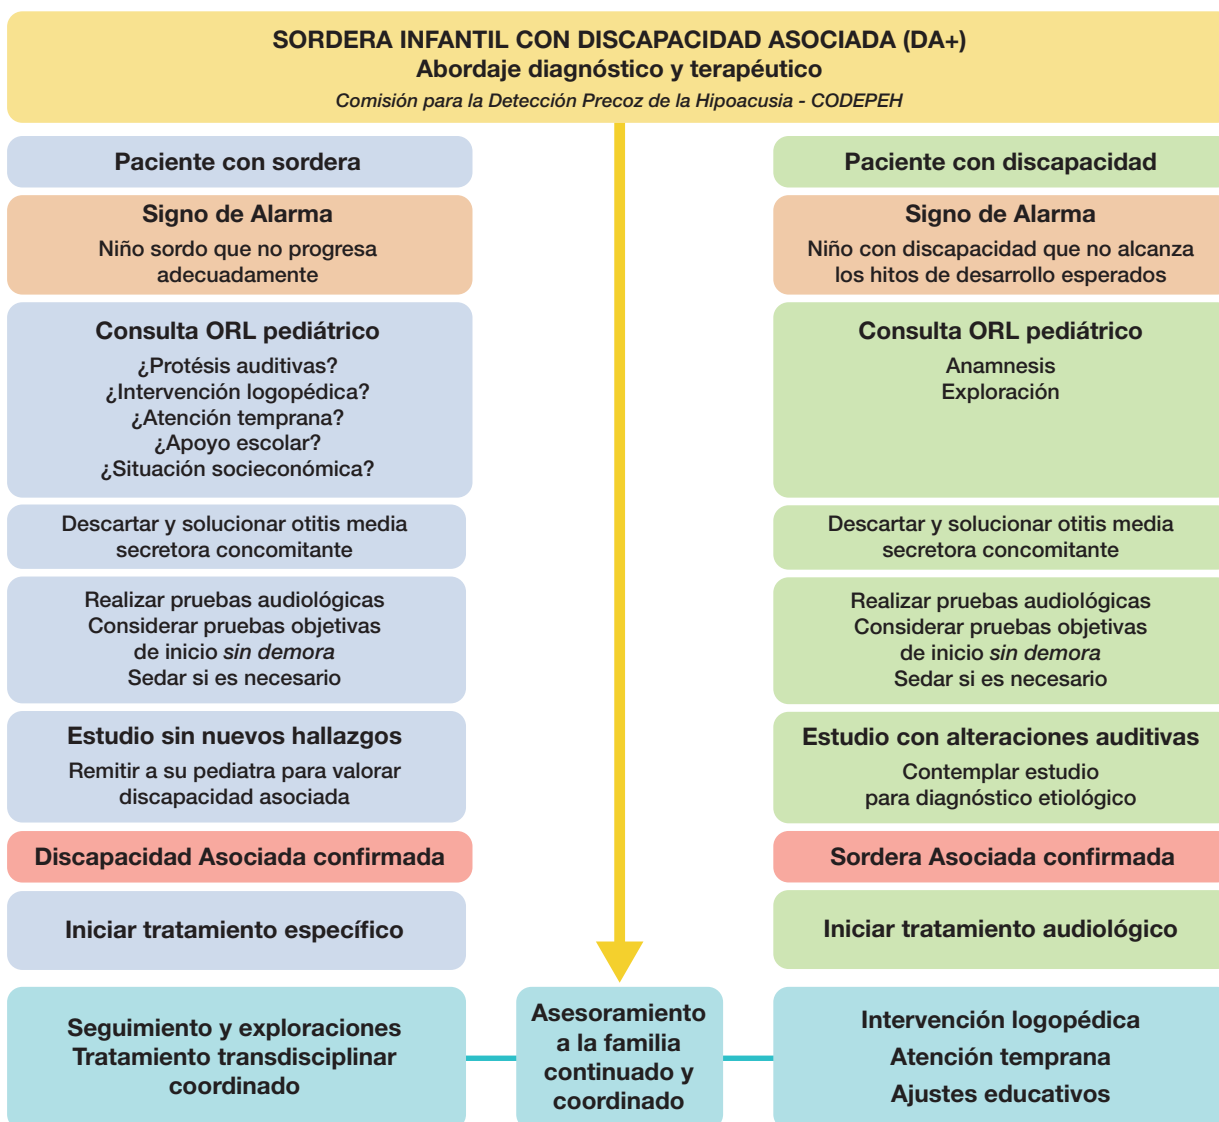 SORDERA INFANTIL CON DISCAPACIDAD ASOCIADA (DA+)
Abordaje diagnóstico y terapéutico
Comisión para la Detección Precoz de la Hipoacusia - CODEPEH
Paciente con sordera
Signo de Alarma
Niño sordo que no progresa
adecuadamente
Consulta ORL pediátrico
¿Protésis auditivas?
¿Intervención logopédica?
¿Atención temprana?
¿Apoyo escolar?
¿Situación socieconómica?
Descartar y solucionar otitis media
secretora concomitante
Realizar pruebas audiológicas
Considerar pruebas objetivas
de inicio sin demora
Sedar si es necesario
Estudio sin nuevos hallazgos
Remitir a su pediatra para valorar
discapacidad asociada
Discapacidad Asociada confirmada
Iniciar tratamiento específico
Seguimiento y exploraciones
Tratamiento transdisciplinar
coordinado
Asesoramiento
a la familia
continuado y
coordinado
Paciente con discapacidad
Signo de Alarma
Niño con discapacidad que no alcanza
los hitos de desarrollo esperados
Consulta ORL pediátrico
Anamnesis
Exploración
Descartar y solucionar otitis media
secretora concomitante
Realizar pruebas audiológicas
Considerar pruebas objetivas
de inicio sin demora
Sedar si es necesario
Estudio con alteraciones auditivas
Contemplar estudio
para diagnóstico etiológico
Sordera Asociada confirmada
Iniciar tratamiento audiológico
Intervención logopédica
Atención temprana
Ajustes educativos